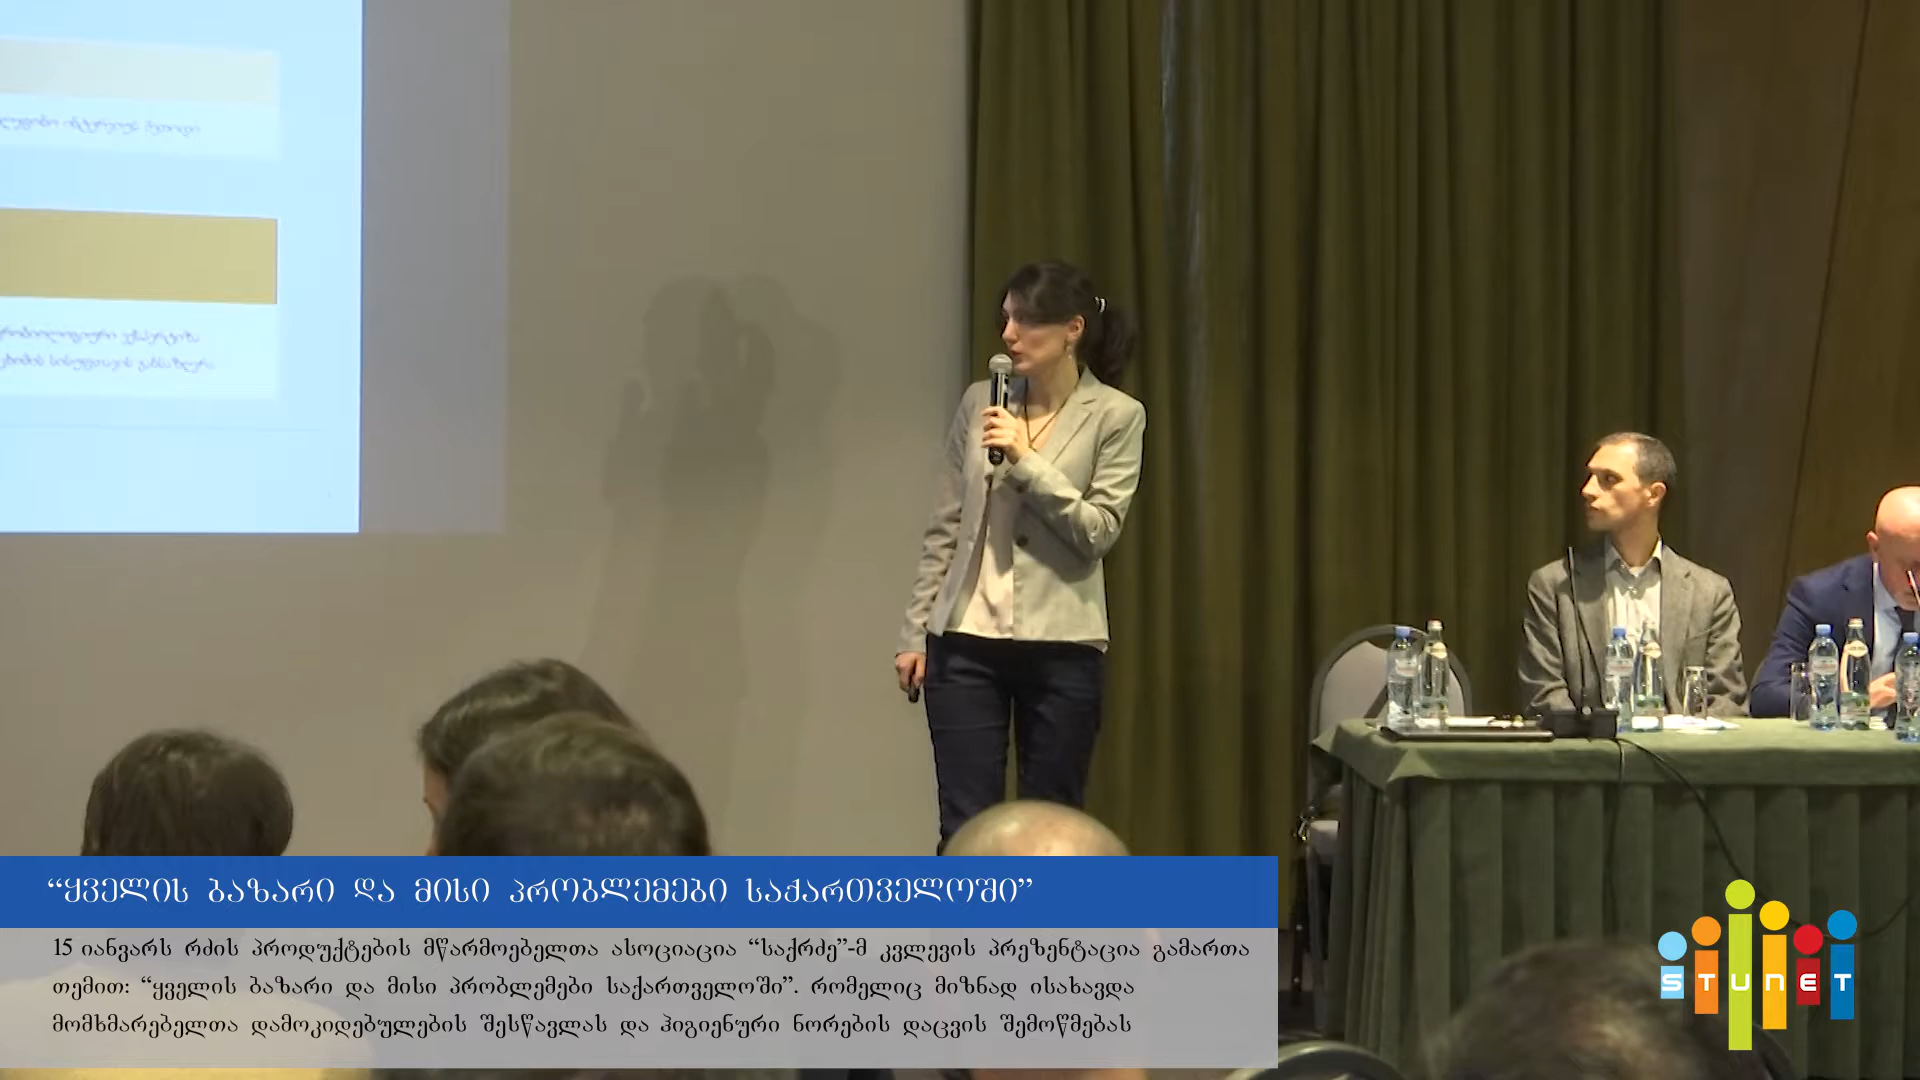 “ყველის ბაზარი და მისი პრობლემები საქართველოში”
15 იანვარს რძის პროდუქტების მწარმოებელთა ასოციაცია “საქრძე”-მ კვლევის პრეზენტაცია გამართა
თემით: “ყველის ბაზარი და მისი პრობლემები საქართველოში”. რომელიც მიზნად ისახავდა
მომხმარებელთა დამოკიდებულების შესწავლას და ჰიგიენური ნორების დაცვის შემოწმებას
STUNET